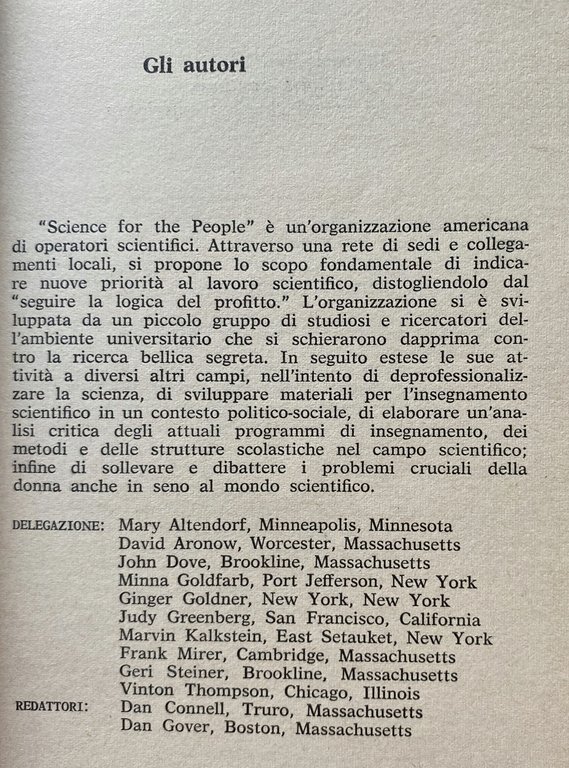 Gli autori
"Science for the People" è un'organizzazione americana
di operatori scientifici. Attraverso una rete di sedi e collega-
menti locali, si propone lo scopo fondamentale di indica-
re nuove priorità al lavoro scientifico, distogliendolo dal
"seguire la logica del profitto." L'organizzazione si è svi-
luppata da un piccolo gruppo di studiosi e ricercatori del-
l'ambiente universitario che si schierarono dapprima con-
tro la ricerca bellica segreta. In seguito estese le sue at-
tività a diversi altri campi, nell'intento di deprofessionaliz-
zare la scienza, di sviluppare materiali per l'insegnamento
scientifico in un contesto politico-sociale, di elaborare un'ana-
lisi critica degli attuali programmi di insegnamento, dei
metodi e delle strutture scolastiche nel campo scientifico;
infine di sollevare e dibattere i problemi cruciali della
donna anche in seno al mondo scientifico.
DELEGAZIONE: Mary Altendorf, Minneapolis, Minnesota
David Aronow, Worcester, Massachusetts
John Dove, Brookline, Massachusetts
Minna Goldfarb, Port Jefferson, New York
Ginger Goldner, New York, New York
Judy Greenberg, San Francisco, California
Marvin Kalkstein, East Setauket, New York
Frank Mirer, Cambridge, Massachusetts
Geri Steiner, Brookline, Massachusetts
Vinton Thompson, Chicago, Illinois
REDATTORI: Dan Connell, Truro, Massachusetts
Dan Gover, Boston, Massachusetts